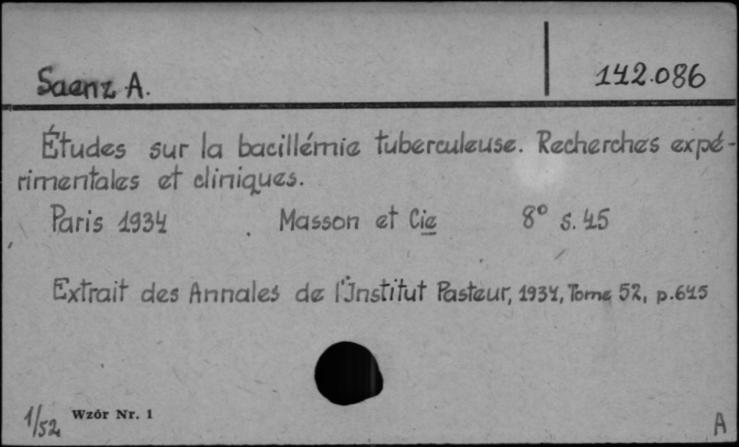 Saenz A. 142.086
Études sur la bacillémie tuberculeuse. Recherches expé-
rimentales et cliniques.
Paris 1934 Masson et Cie 8° s. 45
Extrait des Annales de l'Institut Pasteur, 1934, Tome 52, p.645
1/52 Wzór Nr. 1 A